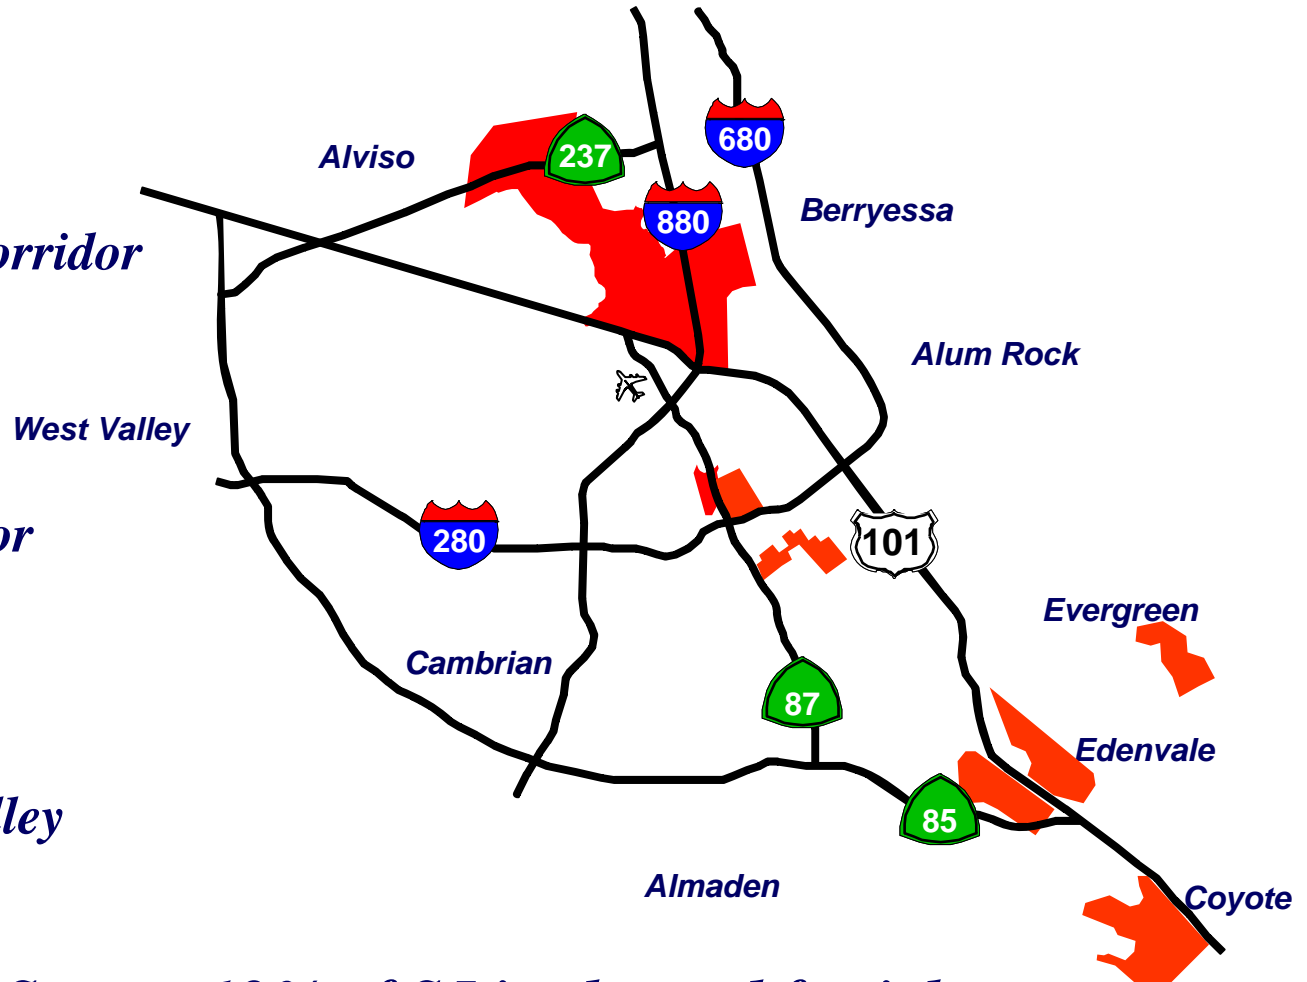 680
237
Alviso
880
Berryessa
orridor
Alum Rock
West Valley
280
or
101
Evergreen
Cambrian
87
Edenvale
lley
85
Almaden
Coyote